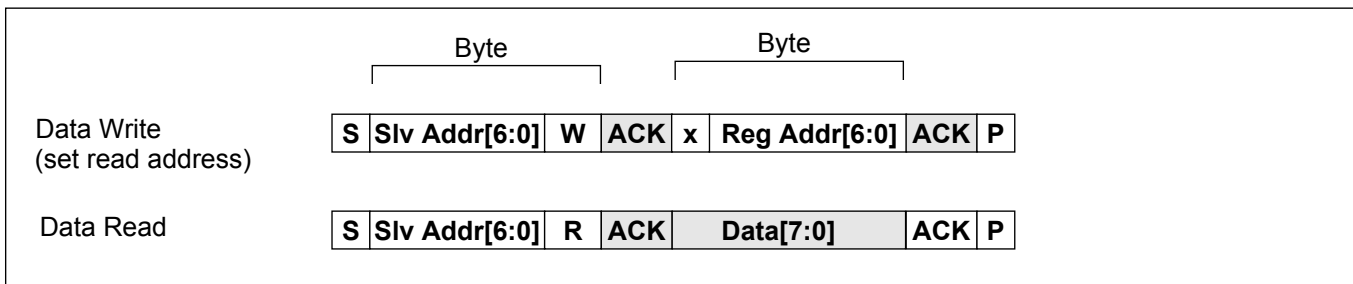 Byte Byte
Data Write S Slv Addr[6:0] W ACK x Reg Addr[6:0] ACK P
(set read address)
Data Read S Slv Addr[6:0] R ACK Data[7:0] ACK P